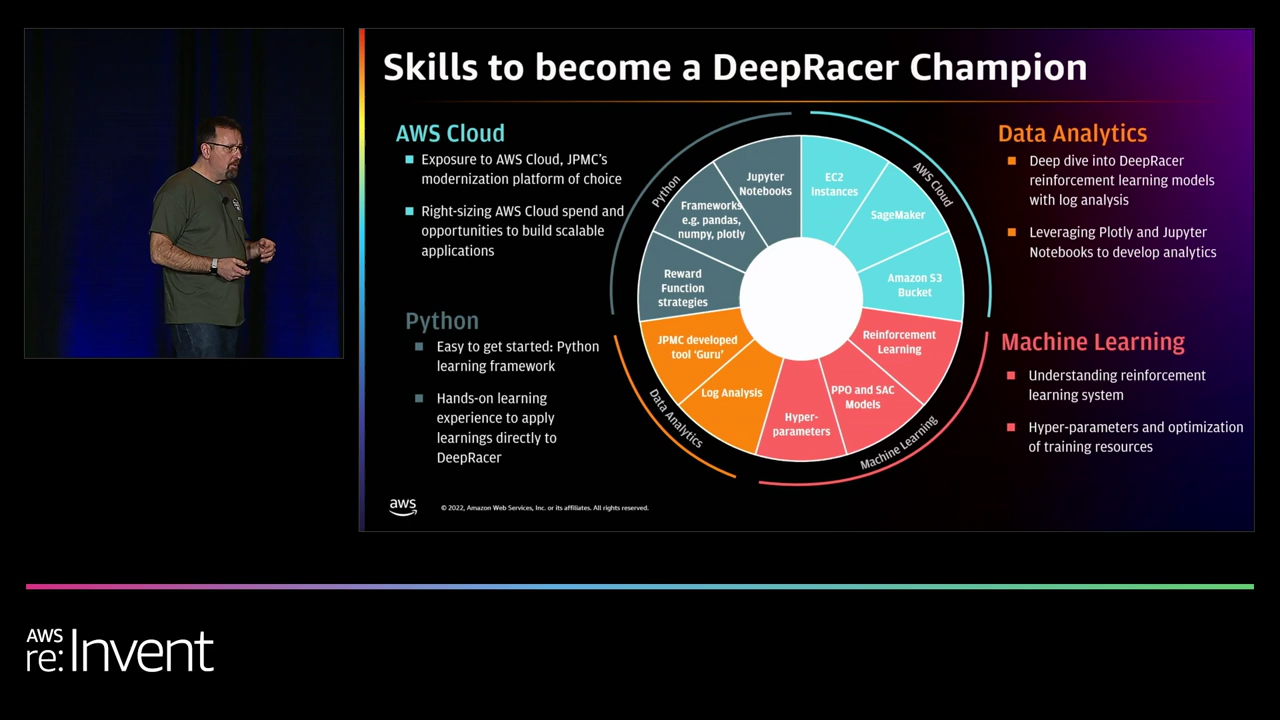 Skills to become a DeepRacer Champion
AWS Cloud
Exposure to AWS Cloud, JPMC's
modernization platform of choice
Right-sizing AWS Cloud spend and
opportunities to build scalable
applications
Python
Easy to get started: Python
learning framework
Hands-on learning
experience to apply
learnings directly to
DeepRacer
Python
Jupyter
Notebooks
Frameworks
e.g. pandas,
numpy, plotly
Reward
Function
strategies
AWS Cloud
EC2
instances
SageMaker
Amazon S3
Bucket
Machine Learning
Reinforcement
Learning
PPO and SAC
Models
Hyper-
parameters
Data Analytics
Log Analysis
JPMC developed
tool 'Guru'
Data Analytics
Deep dive into DeepRacer
reinforcement learning models
with log analysis
Leveraging Plotly and Jupyter
Notebooks to develop analytics
Machine Learning
Understanding reinforcement
learning system
Hyper-parameters and optimization
of training resources
aws
© 2022, Amazon Web Services, Inc. or its affiliates. All rights reserved.
AWS
re:Invent